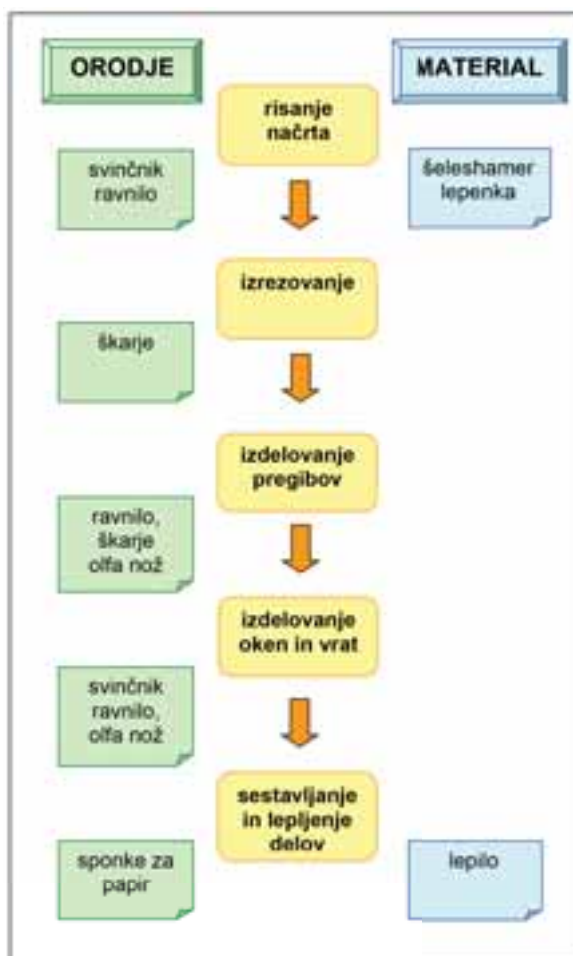 ORODJE
MATERIAL
risanje
načrta
svinčnik
ravnilo
šeleshamer
lepenka
izrezovanje
škarje
izdelovanje
pregibov
ravnilo,
škarje
olfa nož
izdelovanje
oken in vrat
svinčnik
ravnilo,
olfa nož
sestavljanje
in lepljenje
delov
sponke za
papir
lepilo